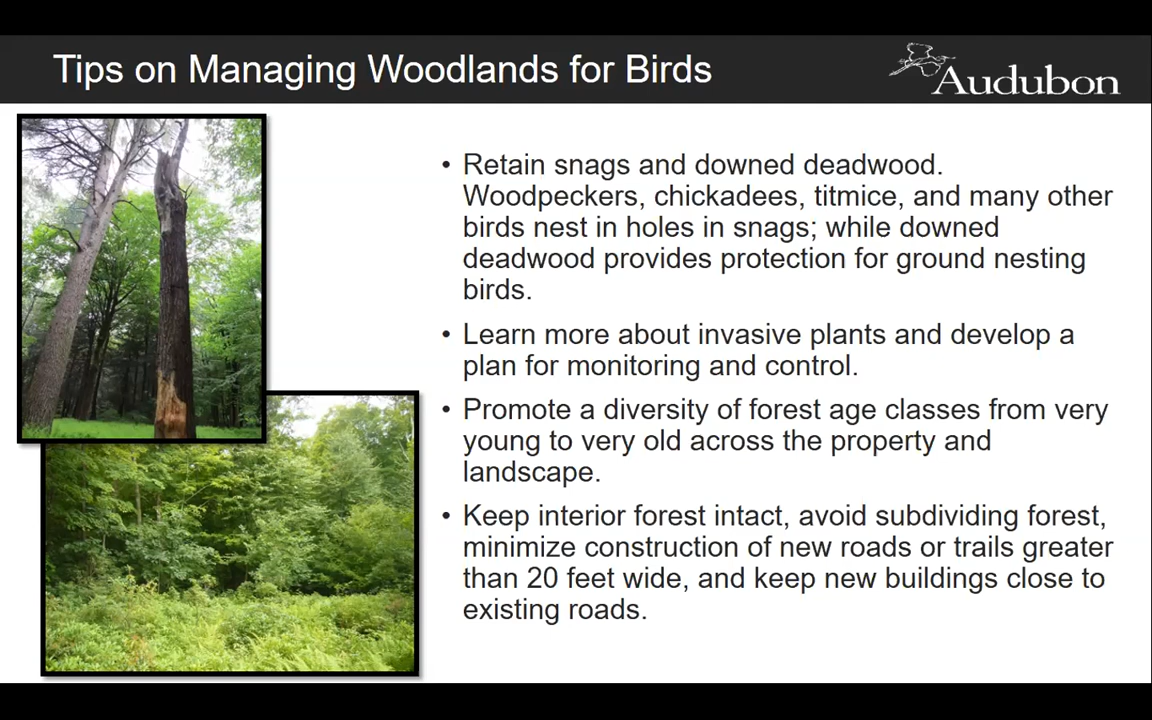 Tips on Managing Woodlands for Birds
Audubon
• Retain snags and downed deadwood.
Woodpeckers, chickadees, titmice, and many other
birds nest in holes in snags; while downed
deadwood provides protection for ground nesting
birds.
• Learn more about invasive plants and develop a
plan for monitoring and control.
• Promote a diversity of forest age classes from very
young to very old across the property and
landscape.
• Keep interior forest intact, avoid subdividing forest,
minimize construction of new roads or trails greater
than 20 feet wide, and keep new buildings close to
existing roads.